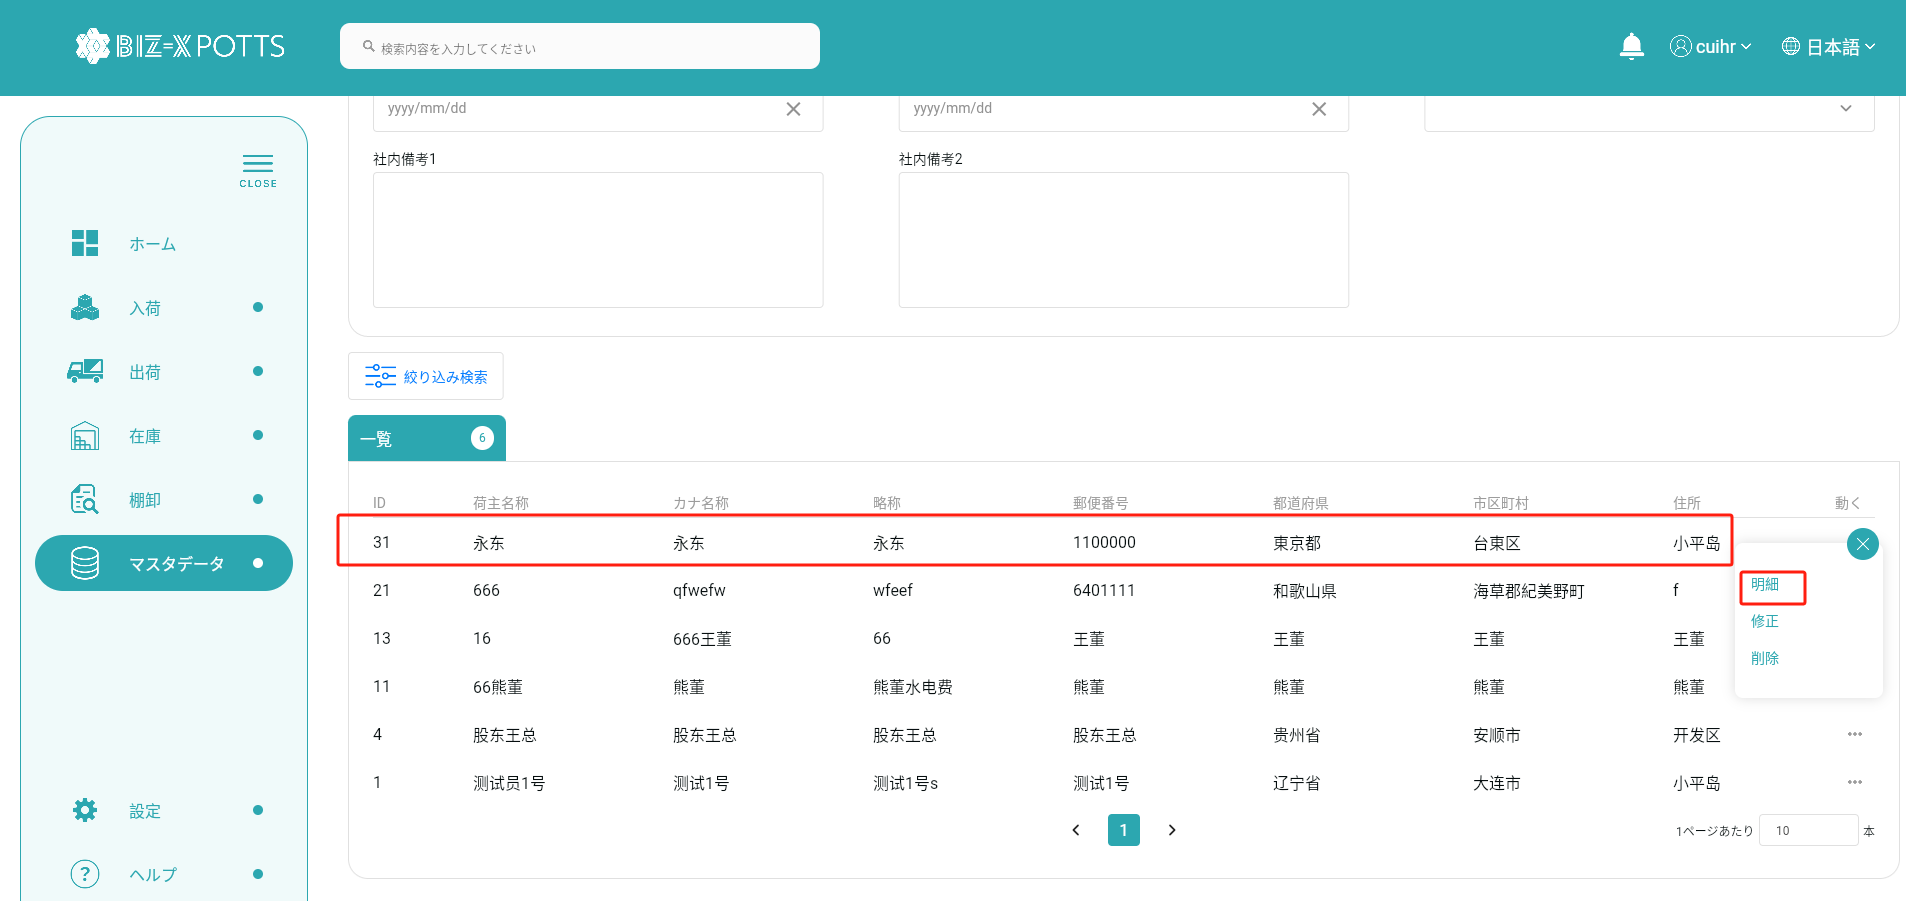 BIZ=X POTTS
検索内容を入力してください
cuihr
日本語
CLOSE
ホーム
入荷
出荷
在庫
棚卸
マスタデータ
設定
ヘルプ
yyyy/mm/dd
yyyy/mm/dd
社内備考1
社内備考2
絞り込み検索
一覧 6
ID 荷主名称 カナ名称 略称 郵便番号 都道府県 市区町村 住所 動く
31 永东 永东 永东 1100000 東京都 台東区 小平岛
21 666 qfwefw wfeef 6401111 和歌山県 海草郡紀美野町 f
13 16 666王董 66 王董 王董 王董 王董
11 66熊董 熊董 熊董水电费 熊董 熊董 熊董 熊董
4 股东王总 股东王总 股东王总 股东王总 贵州省 安顺市 开发区
1 测试员1号 测试1号 测试1号s 测试1号 辽宁省 大连市 小平岛
明細
修正
削除
1
1ページあたり 10 本